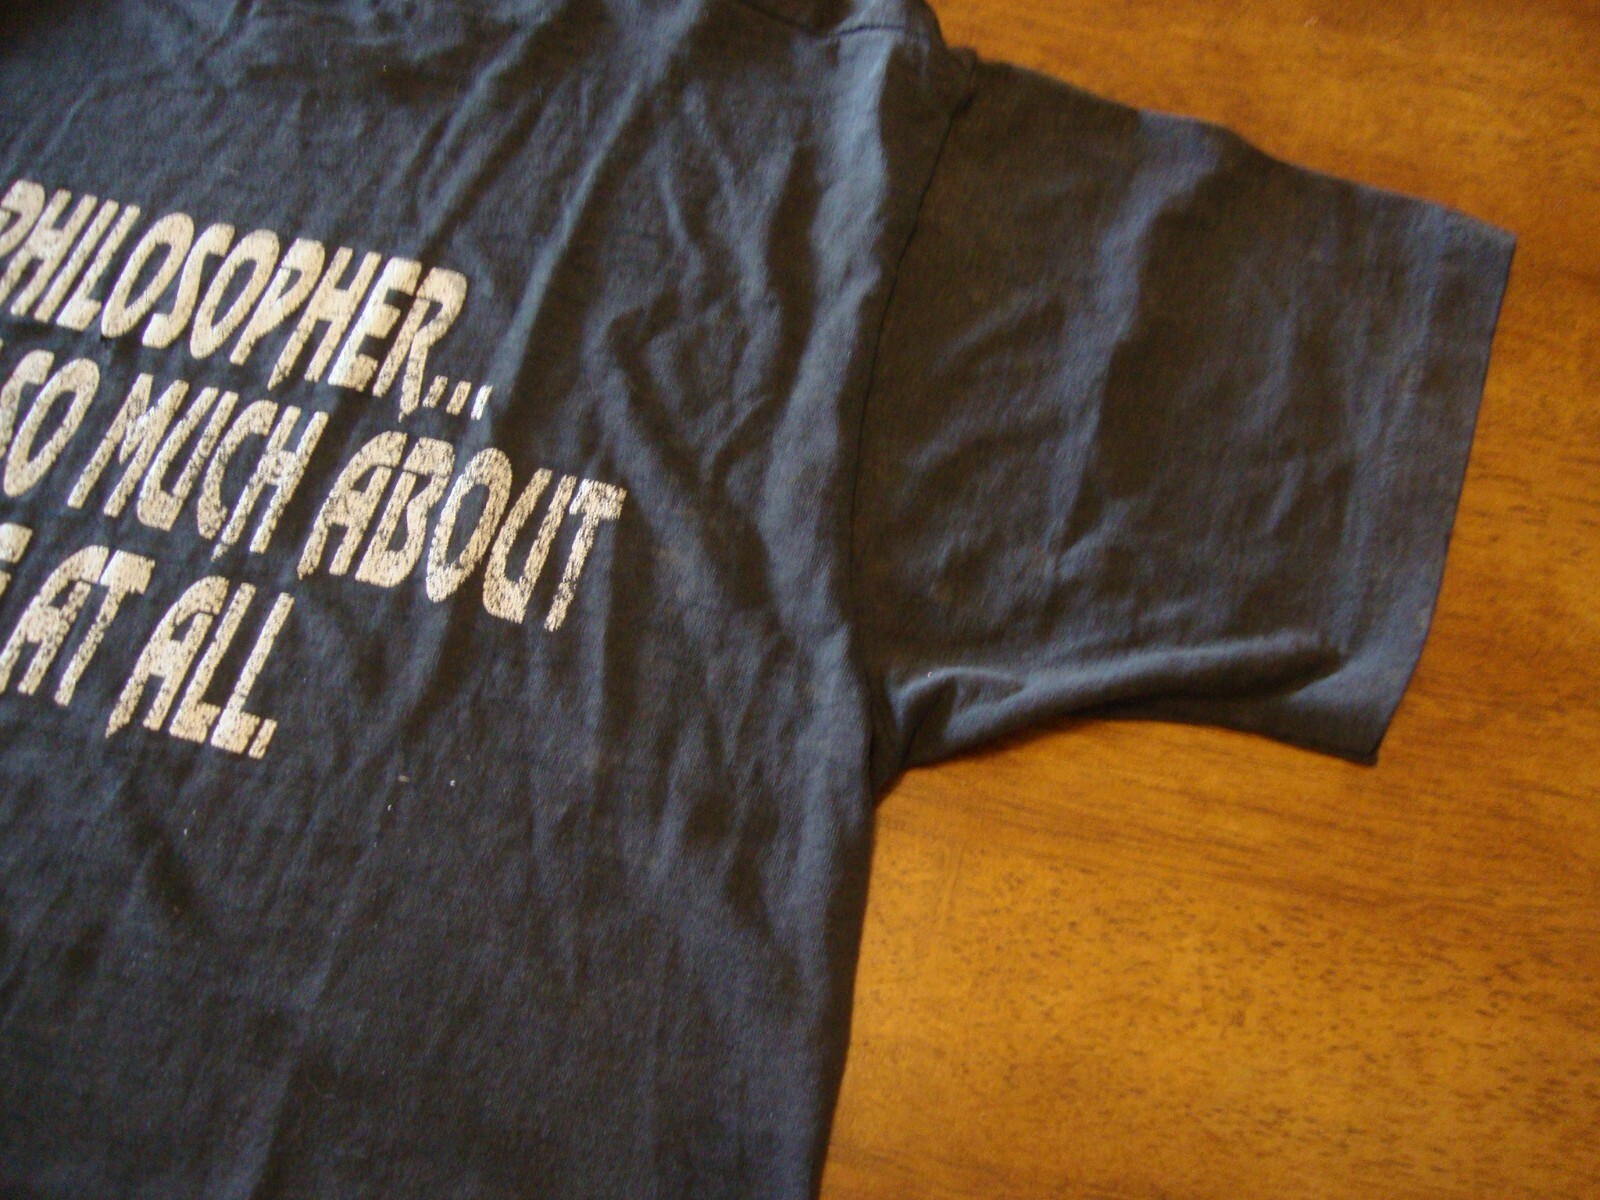 PHILOSOPHER...
SO MUCH ABOUT
AT ALL.